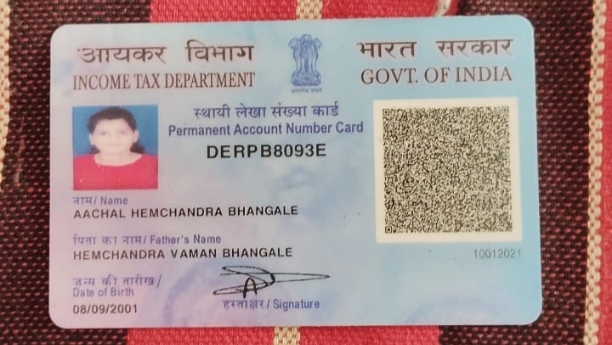 आयकर विभाग
INCOME TAX DEPARTMENT
भारत सरकार
GOVT. OF INDIA
स्थायी लेखा संख्या कार्ड
Permanent Account Number Card
DERPB8093E
नाम / Name
AACHAL HEMCHANDRA BHANGALE
पिता का नाम / Father's Name
HEMCHANDRA VAMAN BHANGALE
जन्म की तारीख /
Date of Birth
08/09/2001
हस्ताक्षर / Signature
10012021